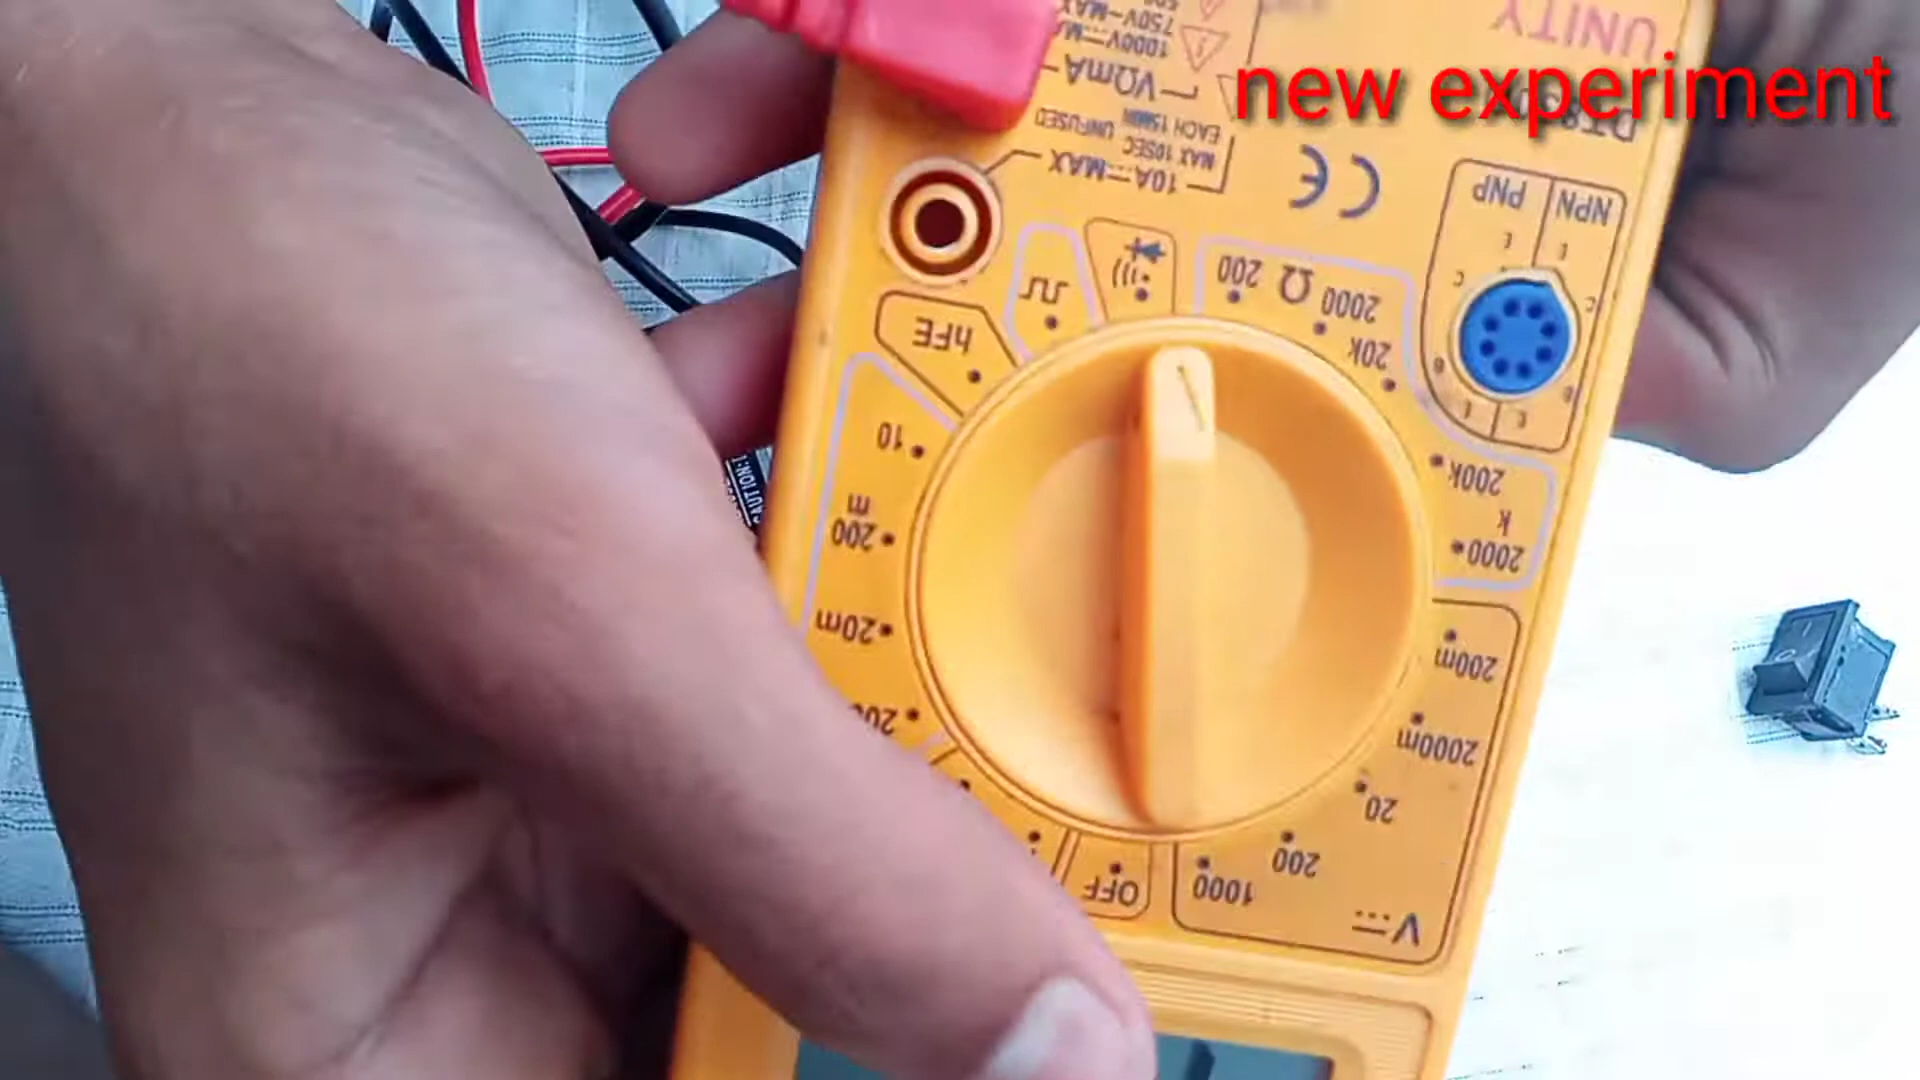 new experiment
UNITY
1000V⎓MAX
750V~MAX
VΩmA
10A⎓MAX
MAX 10SEC UNFUSED
EACH 15MIN
CE
NPN PNP
E E
C C
B B
E E
200 Ω 2000
20k
200k
2000 k
200m
2000m
20
200
1000
V⎓
OFF
20m
200 m
10
hFE
CAUTION: